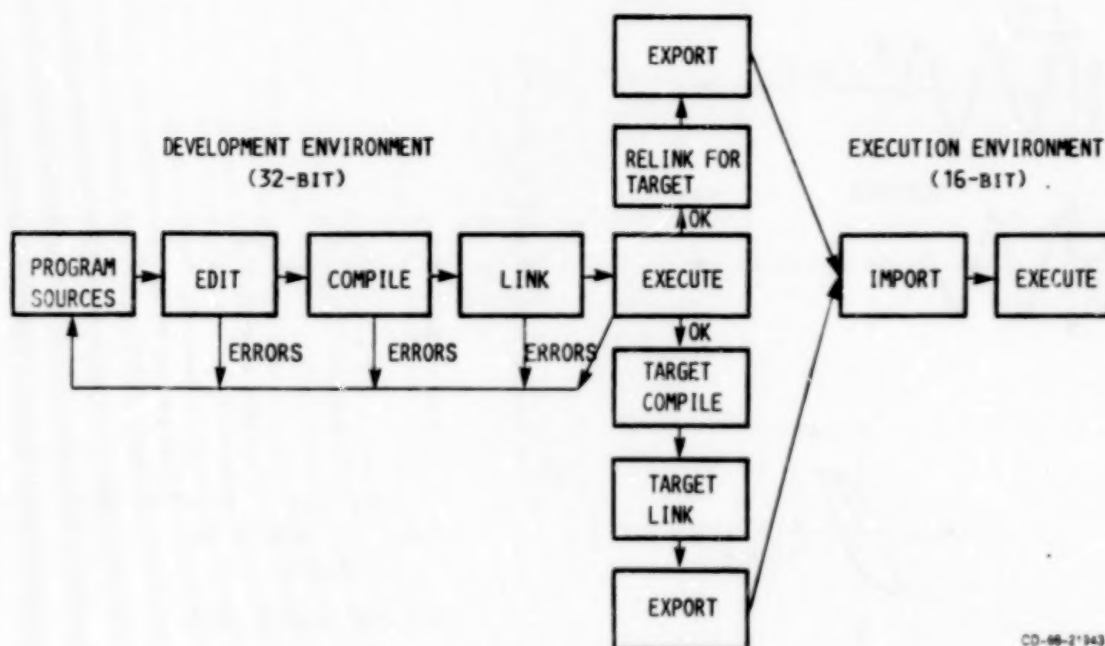 EXPORT
DEVELOPMENT ENVIRONMENT
(32-BIT)
RELINK FOR
TARGET
EXECUTION ENVIRONMENT
(16-BIT)
OK
PROGRAM
SOURCES
EDIT
COMPILE
LINK
EXECUTE
IMPORT
EXECUTE
ERRORS
ERRORS
ERRORS
OK
TARGET
COMPILE
TARGET
LINK
EXPORT